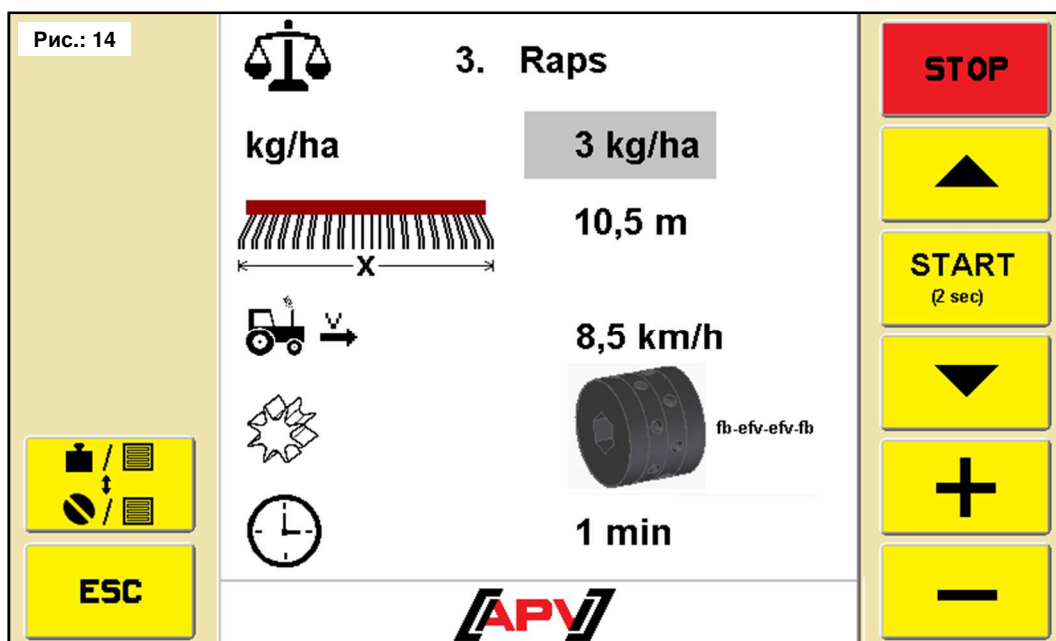 Рис.: 14
3. Raps
kg/ha 3 kg/ha
10,5 m
X
V
8,5 km/h
fb-efv-efv-fb
1 min
/
/
ESC
APV
STOP
START
(2 sec)
+
−